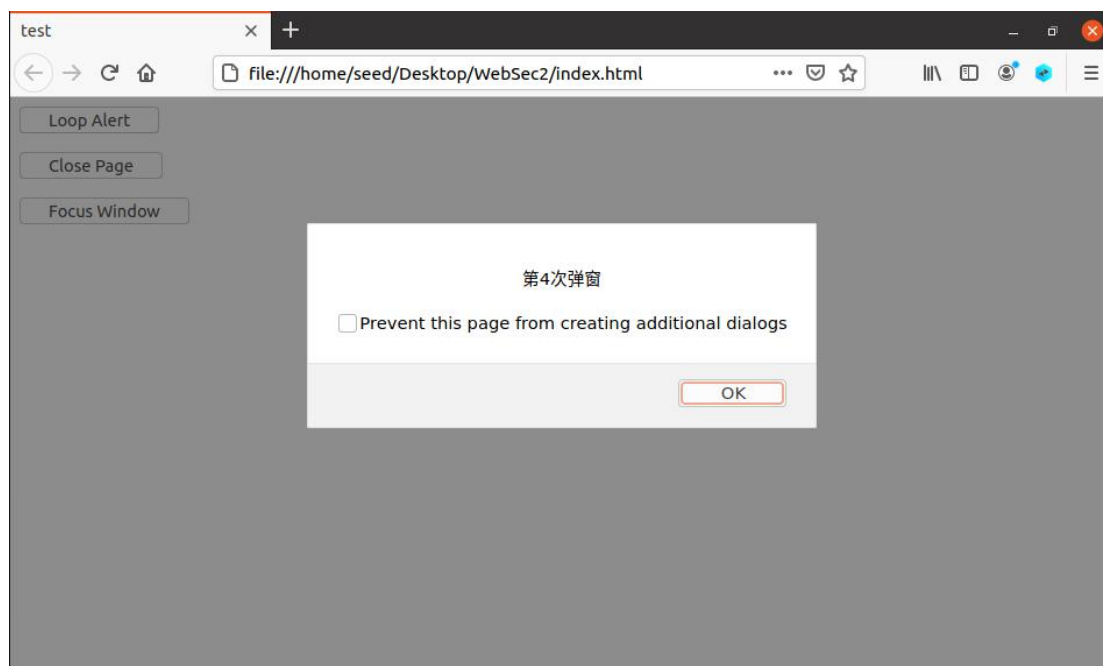 test
file:///home/seed/Desktop/WebSec2/index.html
Loop Alert
Close Page
Focus Window
第4次弹窗
Prevent this page from creating additional dialogs
OK